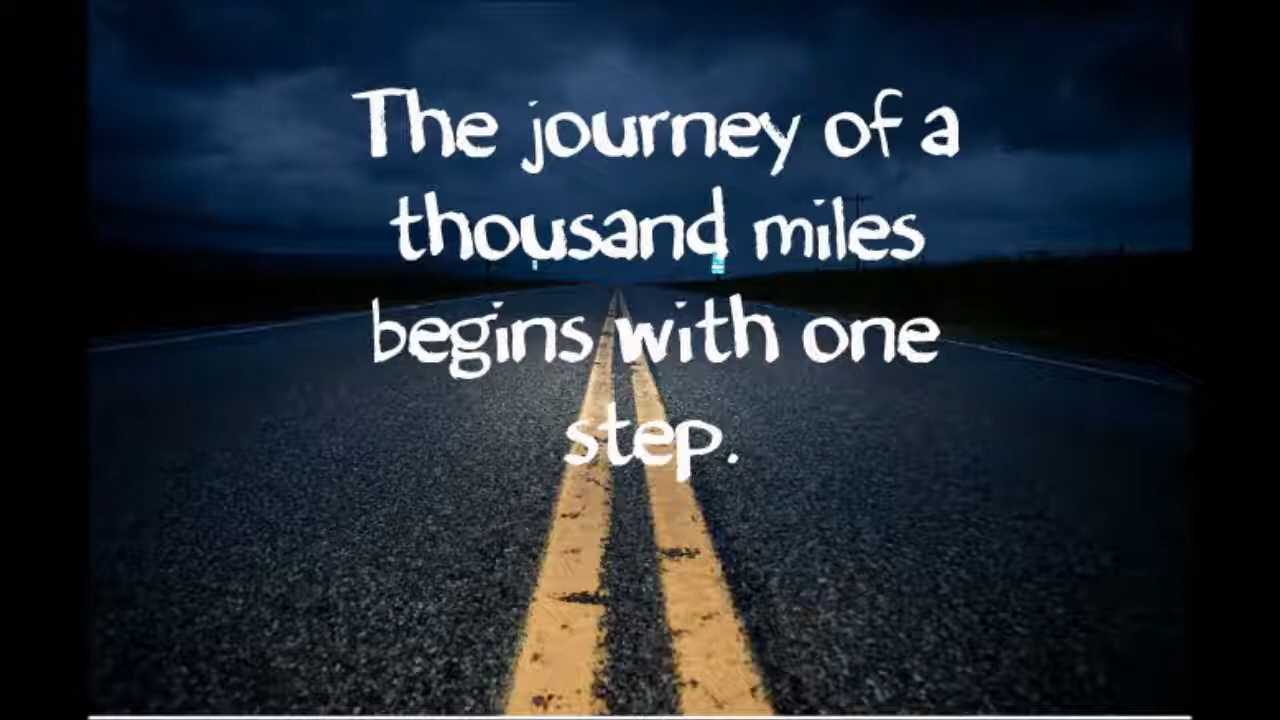 The journey of a
thousand miles
begins with one
step.